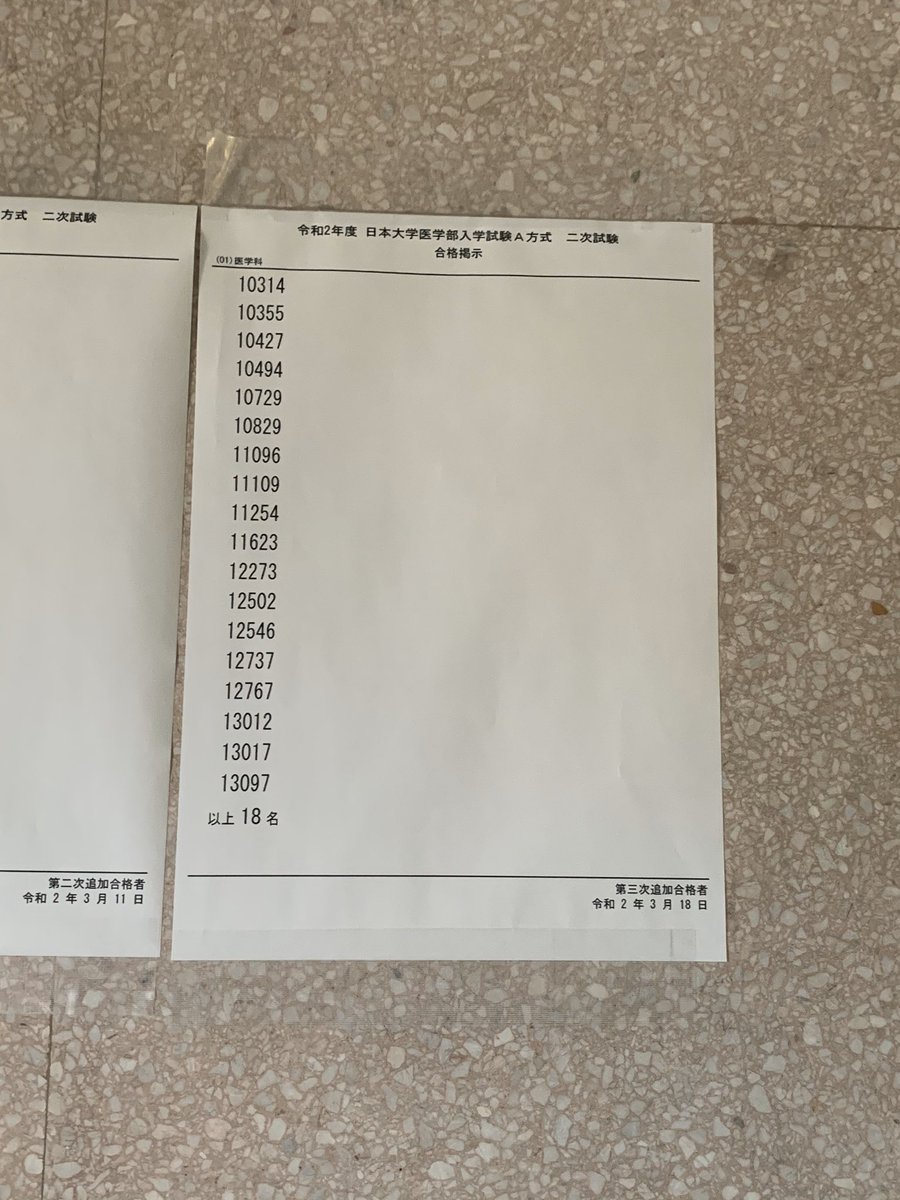 方式　二次試験
第二次追加合格者
令和 2 年 3 月 11 日
令和2年度 日本大学医学部入学試験A方式　二次試験
合格掲示
(01)医学科
10314
10355
10427
10494
10729
10829
11096
11109
11254
11623
12273
12502
12546
12737
12767
13012
13017
13097
以上 18 名
第三次追加合格者
令和 2 年 3 月 18 日